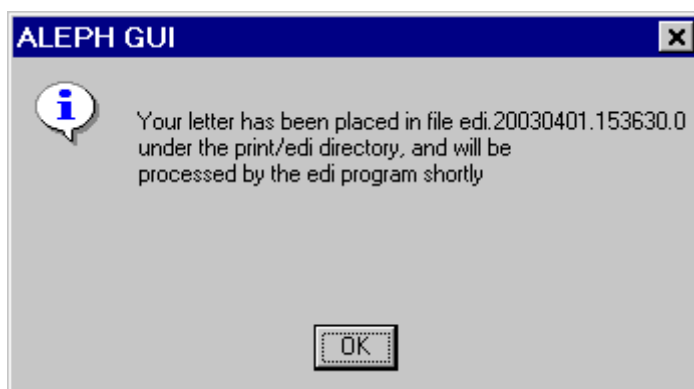 ALEPH GUI
Your letter has been placed in file edi.20030401.153630.0
under the print/edi directory, and will be
processed by the edi program shortly
OK